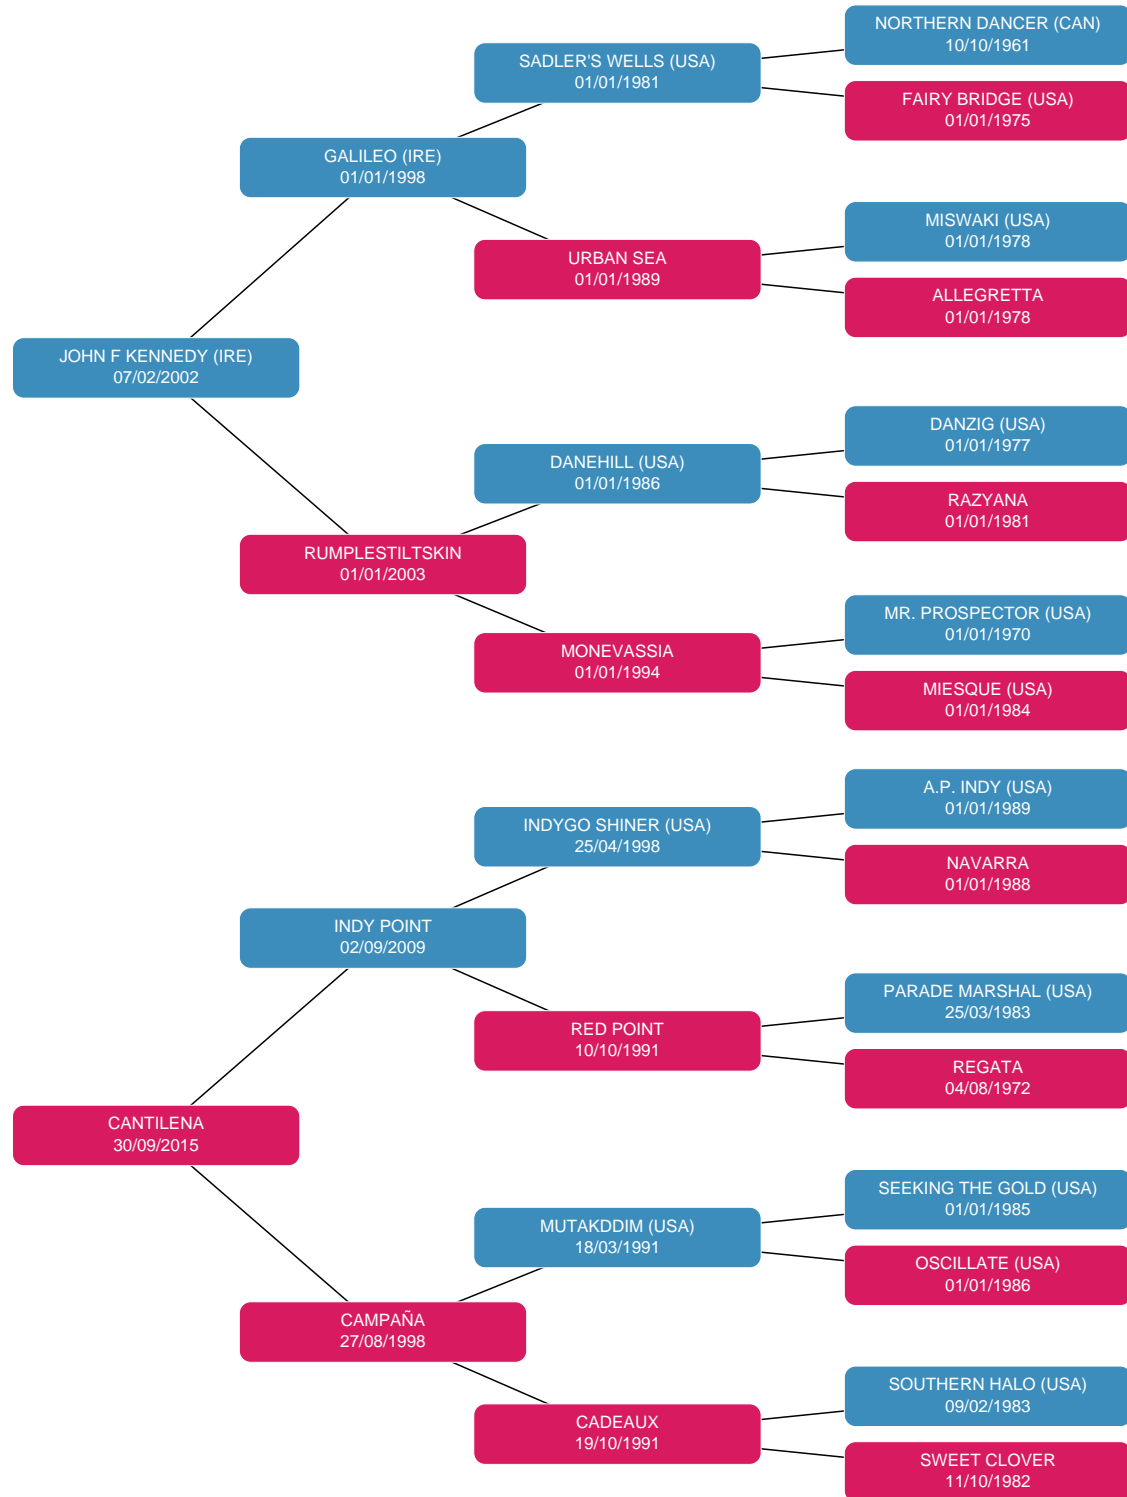 NORTHERN DANCER (CAN)
10/10/1961
SADLER'S WELLS (USA)
01/01/1981
FAIRY BRIDGE (USA)
01/01/1975
GALILEO (IRE)
01/01/1998
MISWAKI (USA)
01/01/1978
URBAN SEA
01/01/1989
ALLEGRETTA
01/01/1978
JOHN F KENNEDY (IRE)
07/02/2002
DANZIG (USA)
01/01/1977
DANEHILL (USA)
01/01/1986
RAZYANA
01/01/1981
RUMPLESTILTSKIN
01/01/2003
MR. PROSPECTOR (USA)
01/01/1970
MONEVASSIA
01/01/1994
MIESQUE (USA)
01/01/1984
A.P. INDY (USA)
01/01/1989
INDYGO SHINER (USA)
25/04/1998
NAVARRA
01/01/1988
INDY POINT
02/09/2009
PARADE MARSHAL (USA)
25/03/1983
RED POINT
10/10/1991
REGATA
04/08/1972
CANTILENA
30/09/2015
SEEKING THE GOLD (USA)
01/01/1985
MUTAKDDIM (USA)
18/03/1991
OSCILLATE (USA)
01/01/1986
CAMPAÑA
27/08/1998
SOUTHERN HALO (USA)
09/02/1983
CADEAUX
19/10/1991
SWEET CLOVER
11/10/1982